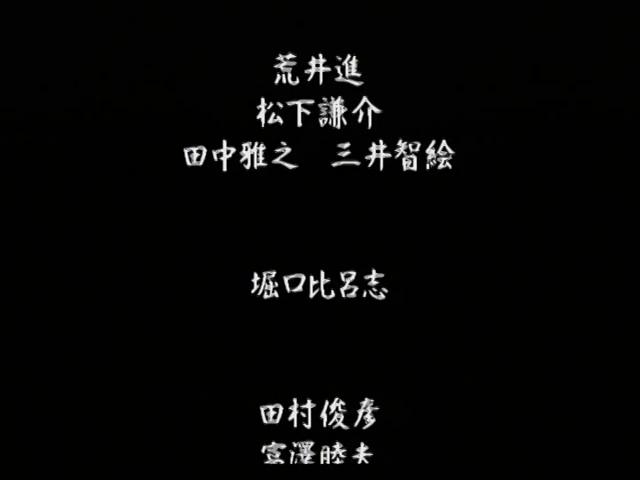 荒井進
松下謙介
田中雅之　三井智絵
堀口比呂志
田村俊彦
富澤睦夫